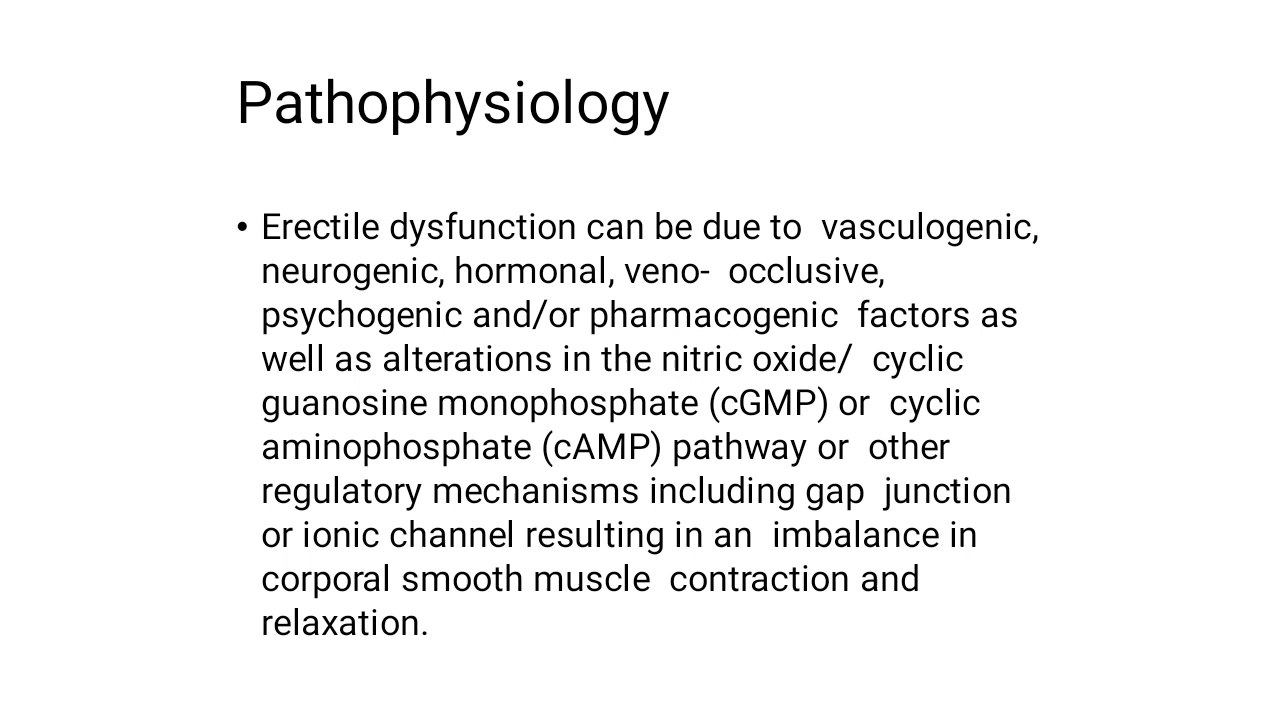 Pathophysiology
• Erectile dysfunction can be due to  vasculogenic,
neurogenic, hormonal, veno-  occlusive,
psychogenic and/or pharmacogenic  factors as
well as alterations in the nitric oxide/  cyclic
guanosine monophosphate (cGMP) or  cyclic
aminophosphate (cAMP) pathway or  other
regulatory mechanisms including gap  junction
or ionic channel resulting in an  imbalance in
corporal smooth muscle  contraction and
relaxation.